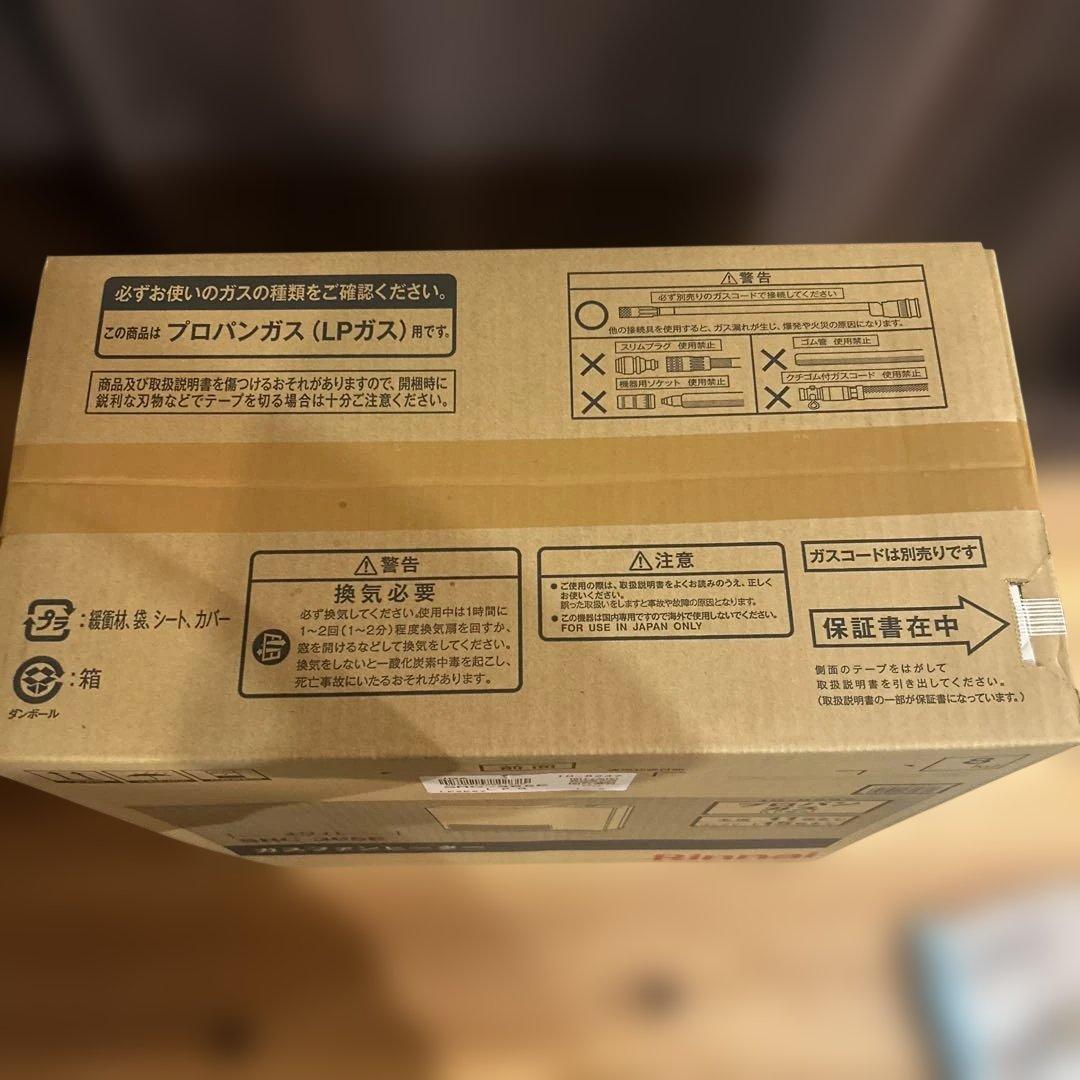 必ずお使いのガスの種類をご確認ください。
この商品は プロパンガス(LPガス)用です。
商品及び取扱説明書を傷つけるおそれがありますので、開梱時に
鋭利な刃物などでテープを切る場合は十分ご注意ください。
警告
必ず別売りのガスコードで接続してください
他の接続具を使用すると、ガス漏れが生じ、爆発や火災の原因になります。
スリムプラグ 使用禁止
ゴム管 使用禁止
機器用ソケット 使用禁止
クチゴム付ガスコード 使用禁止
プラ
:緩衝材、袋、シート、カバー
:箱
ダンボール
警告
換気必要
必ず換気してください。使用中は1時間に
1〜2回(1〜2分)程度換気扇を回すか、
窓を開けるなどして換気をしてください。
換気をしないと一酸化炭素中毒を起こし、
死亡事故にいたるおそれがあります。
注意
●ご使用の際は、取扱説明書をよくお読みのうえ、正しく
お使いください。
誤った取扱いをしますと事故や故障の原因となります。
●この機器は国内専用ですので海外で使用しないでください。
FOR USE IN JAPAN ONLY
ガスコードは別売りです
保証書在中
側面のテープをはがして
取扱説明書を引き出してください。
(取扱説明書の一部が保証書になっています。)
ガスファンヒーター
Rinnai